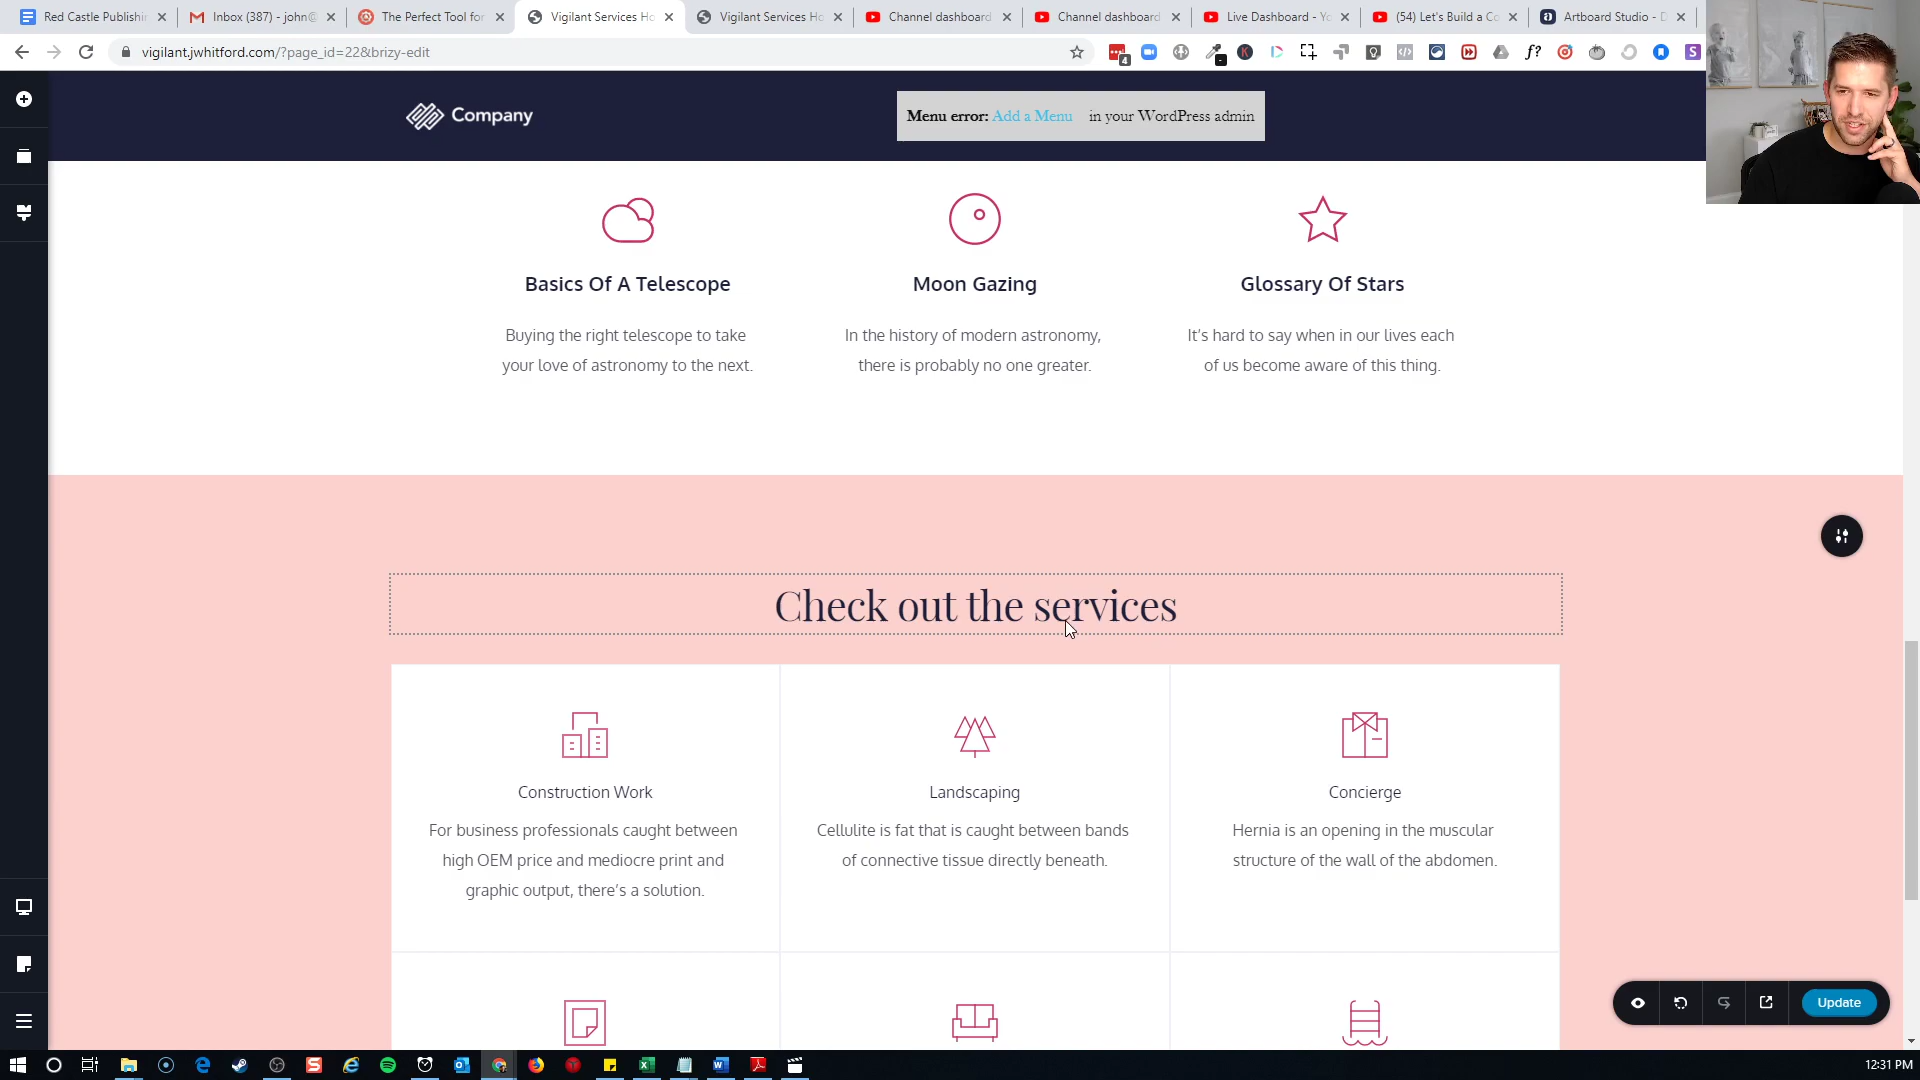 Red Castle Publishin
Inbox (387) - john@
The Perfect Tool for
Vigilant Services Ho
Vigilant Services Ho
Channel dashboard
Channel dashboard
Live Dashboard - Yo
(54) Let's Build a Co
Artboard Studio - D
vigilant.jwhitford.com/?page_id=22&brizy-edit
4
Company
Menu error: Add a Menu in your WordPress admin
Basics Of A Telescope
Buying the right telescope to take
your love of astronomy to the next.
Moon Gazing
In the history of modern astronomy,
there is probably no one greater.
Glossary Of Stars
It's hard to say when in our lives each
of us become aware of this thing.
Check out the services
Construction Work
For business professionals caught between
high OEM price and mediocre print and
graphic output, there's a solution.
Landscaping
Cellulite is fat that is caught between bands
of connective tissue directly beneath.
Concierge
Hernia is an opening in the muscular
structure of the wall of the abdomen.
Update
12:31 PM